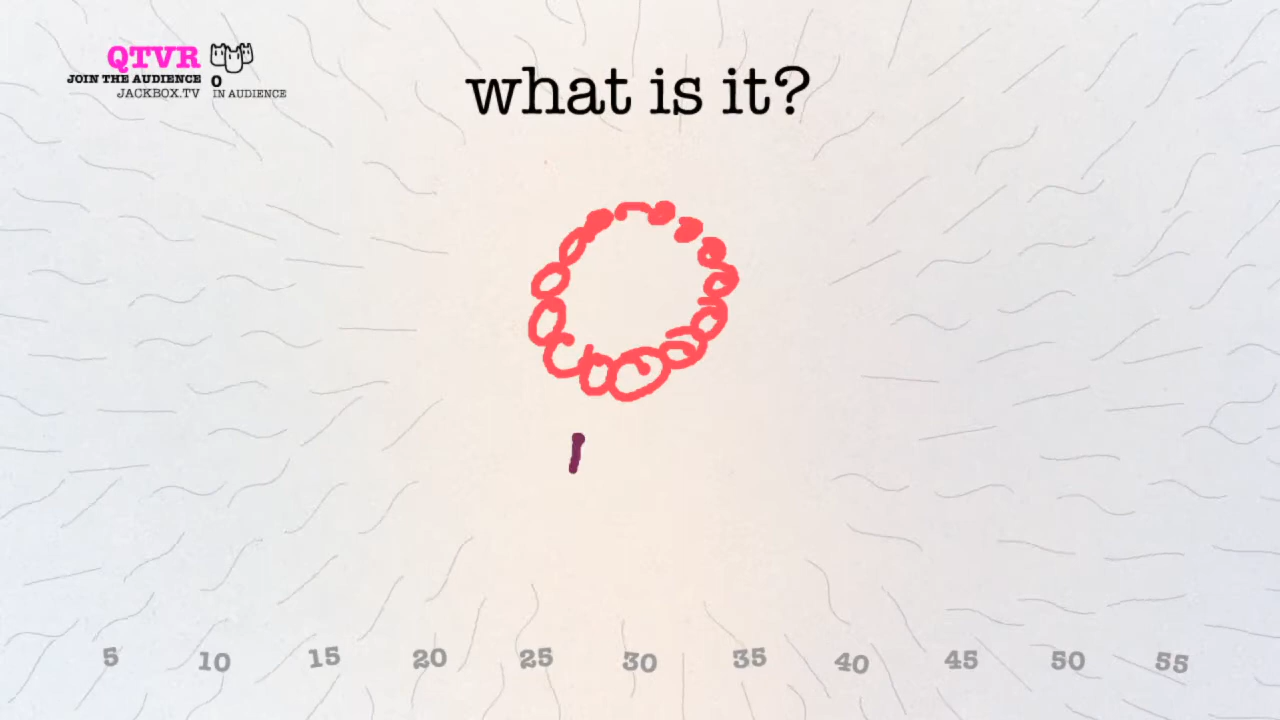 QTVR
JOIN THE AUDIENCE
JACKBOX.TV
0
IN AUDIENCE
what is it?
5 10 15 20 25 30 35 40 45 50 55